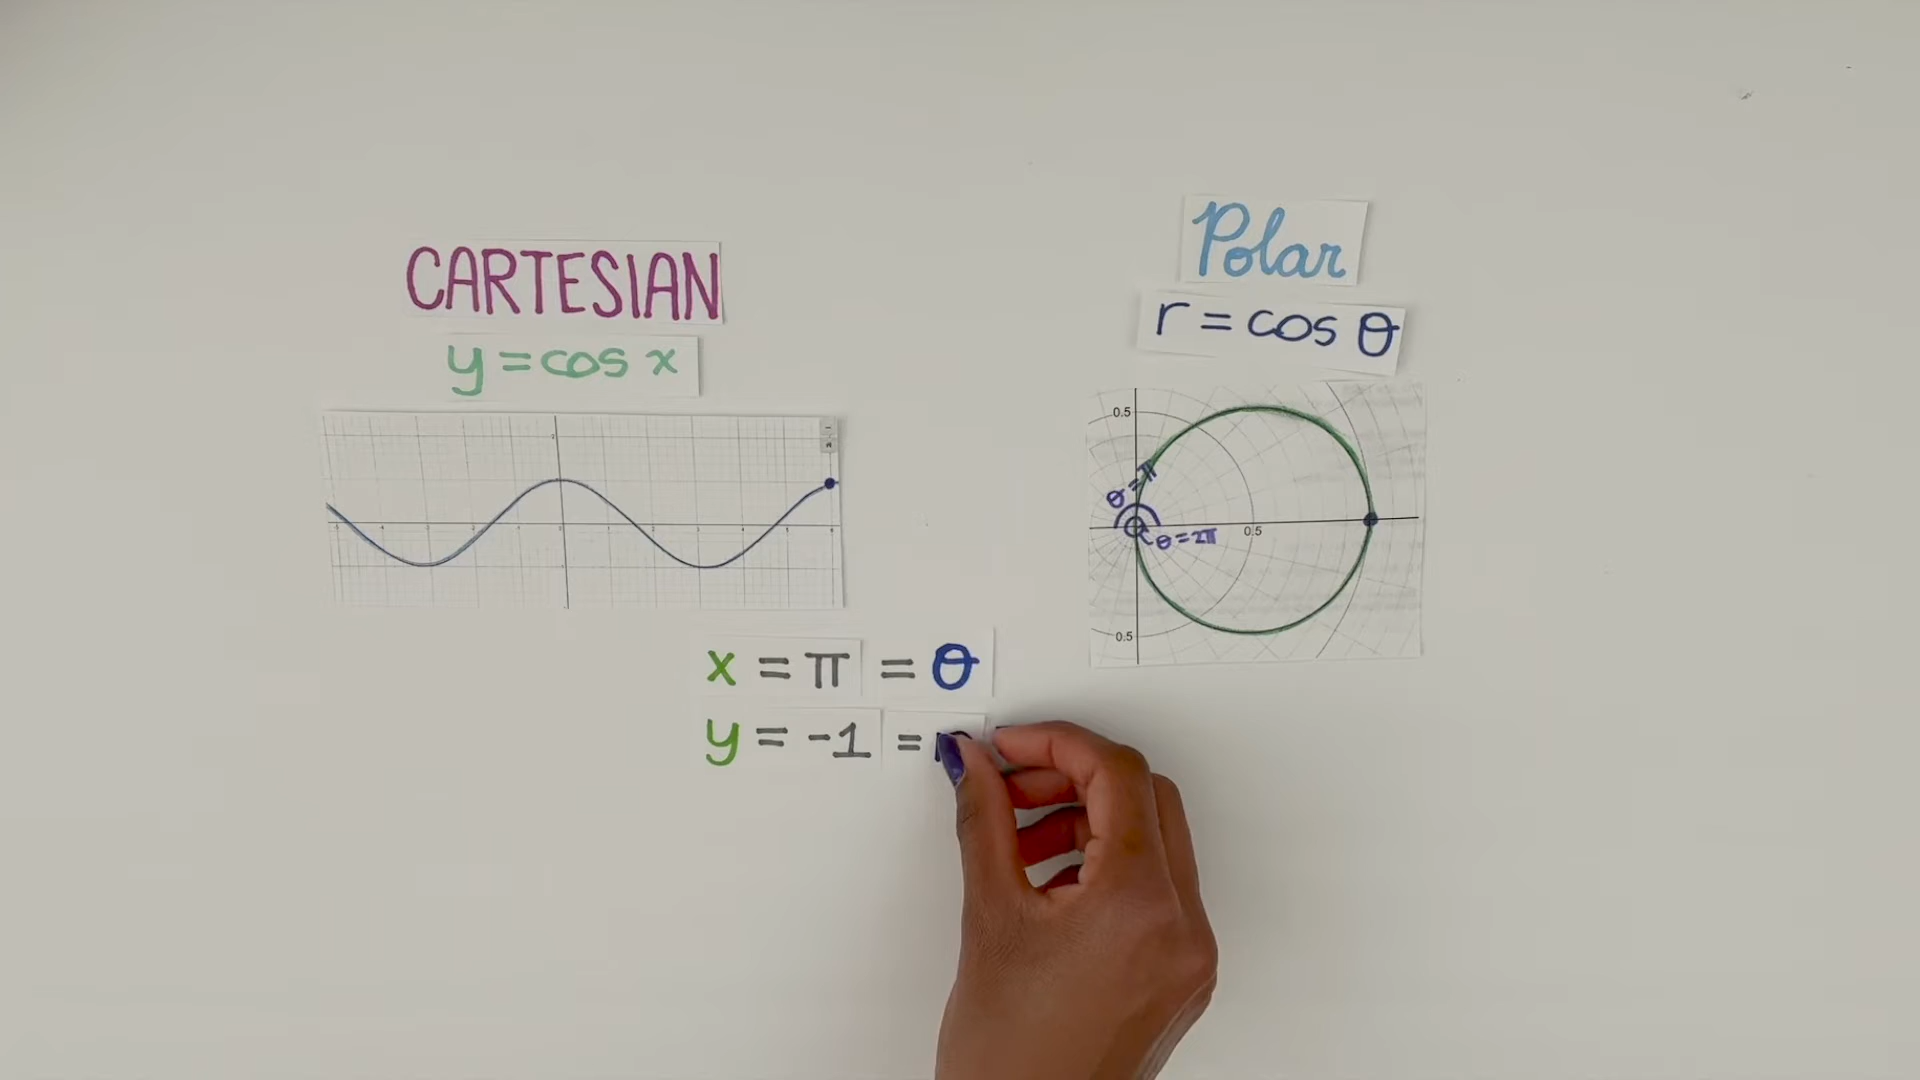 CARTESIAN
y = cos x
Polar
r = cos θ
0.5
θ = π
θ = 2π
0.5
0.5
x = π = θ
y = -1 =